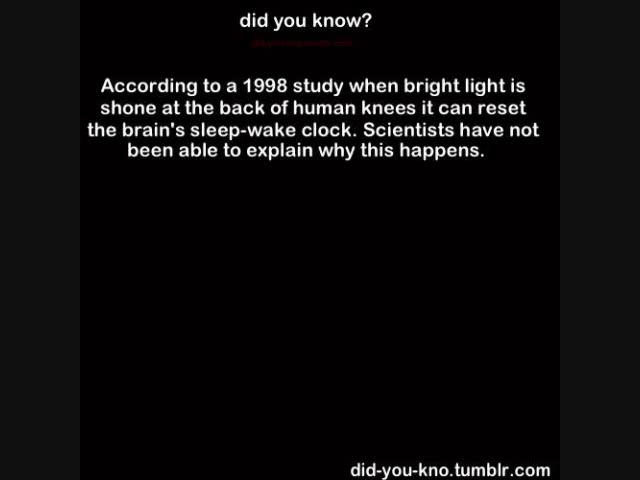 did you know?
According to a 1998 study when bright light is
shone at the back of human knees it can reset
the brain's sleep-wake clock. Scientists have not
been able to explain why this happens.
did-you-kno.tumblr.com